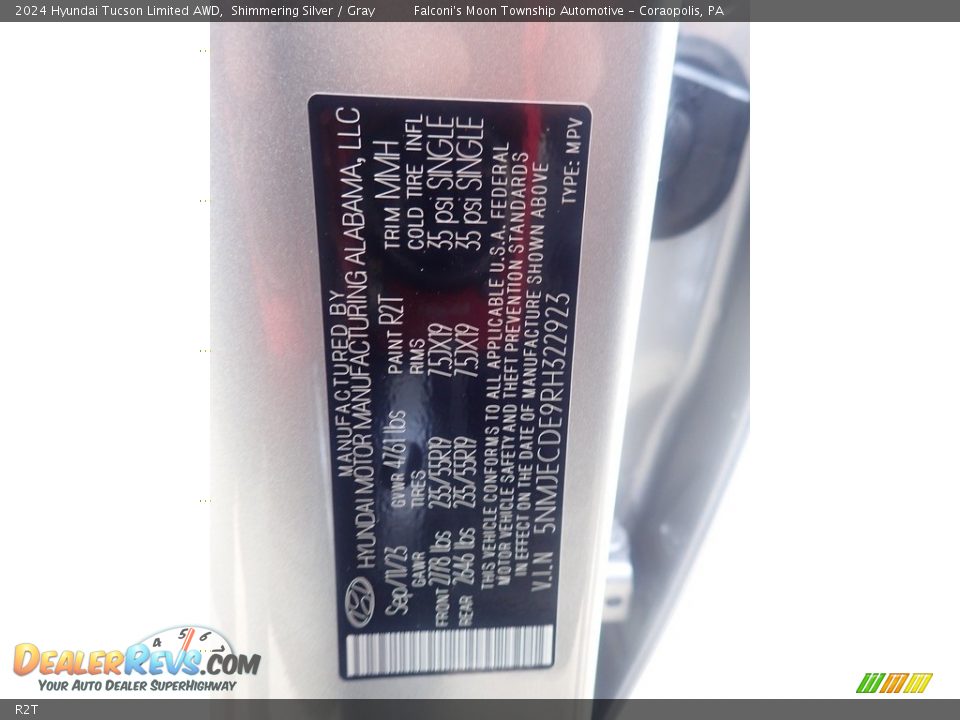 2024 Hyundai Tucson Limited AWD, Shimmering Silver / Gray Falconi's Moon Township Automotive - Coraopolis, PA
MANUFACTURED BY
HYUNDAI MOTOR MANUFACTURING ALABAMA, LLC
Sep/11/23 GVWR 4761 lbs PAINT R2T TRIM MMH
GAWR TIRES RIMS COLD TIRE INFL
FRONT 2778 lbs 235/55R19 7.5JX19 35 psi SINGLE
REAR 2646 lbs 235/55R19 7.5JX19 35 psi SINGLE
THIS VEHICLE CONFORMS TO ALL APPLICABLE U.S.A. FEDERAL
MOTOR VEHICLE SAFETY AND THEFT PREVENTION STANDARDS
IN EFFECT ON THE DATE OF MANUFACTURE SHOWN ABOVE
V.I.N 5NMJECDE9RH322923 TYPE: MPV
4 5 6
DEALERREVS.COM
YOUR AUTO DEALER SUPERHIGHWAY
R2T